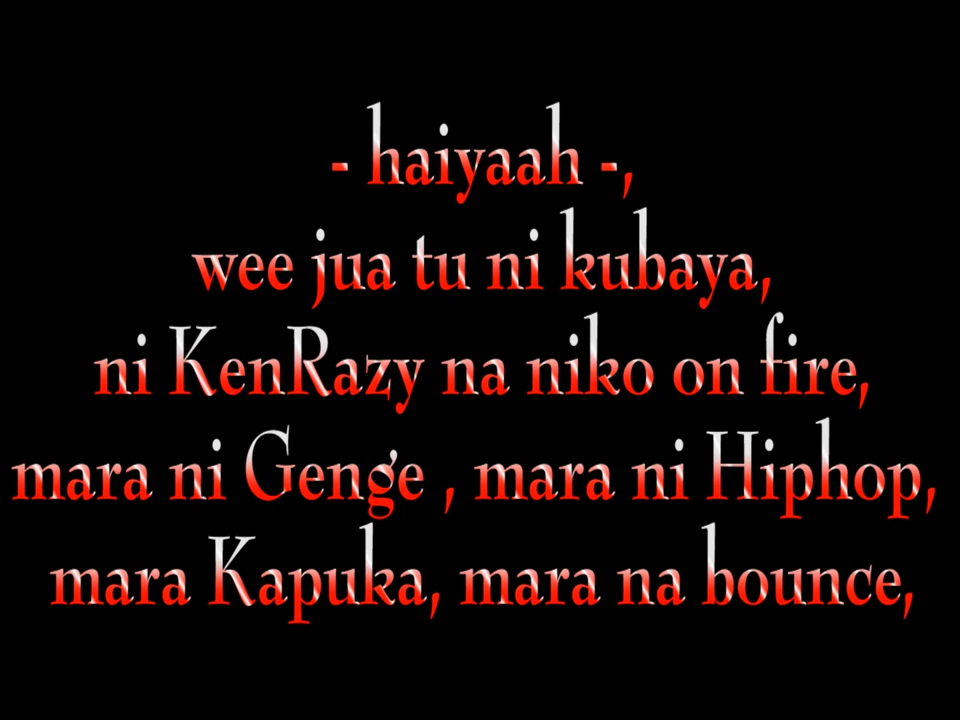 - haiyaah -,
wee jua tu ni kubaya,
ni KenRazy na niko on fire,
mara ni Genge , mara ni Hiphop,
mara Kapuka, mara na bounce,